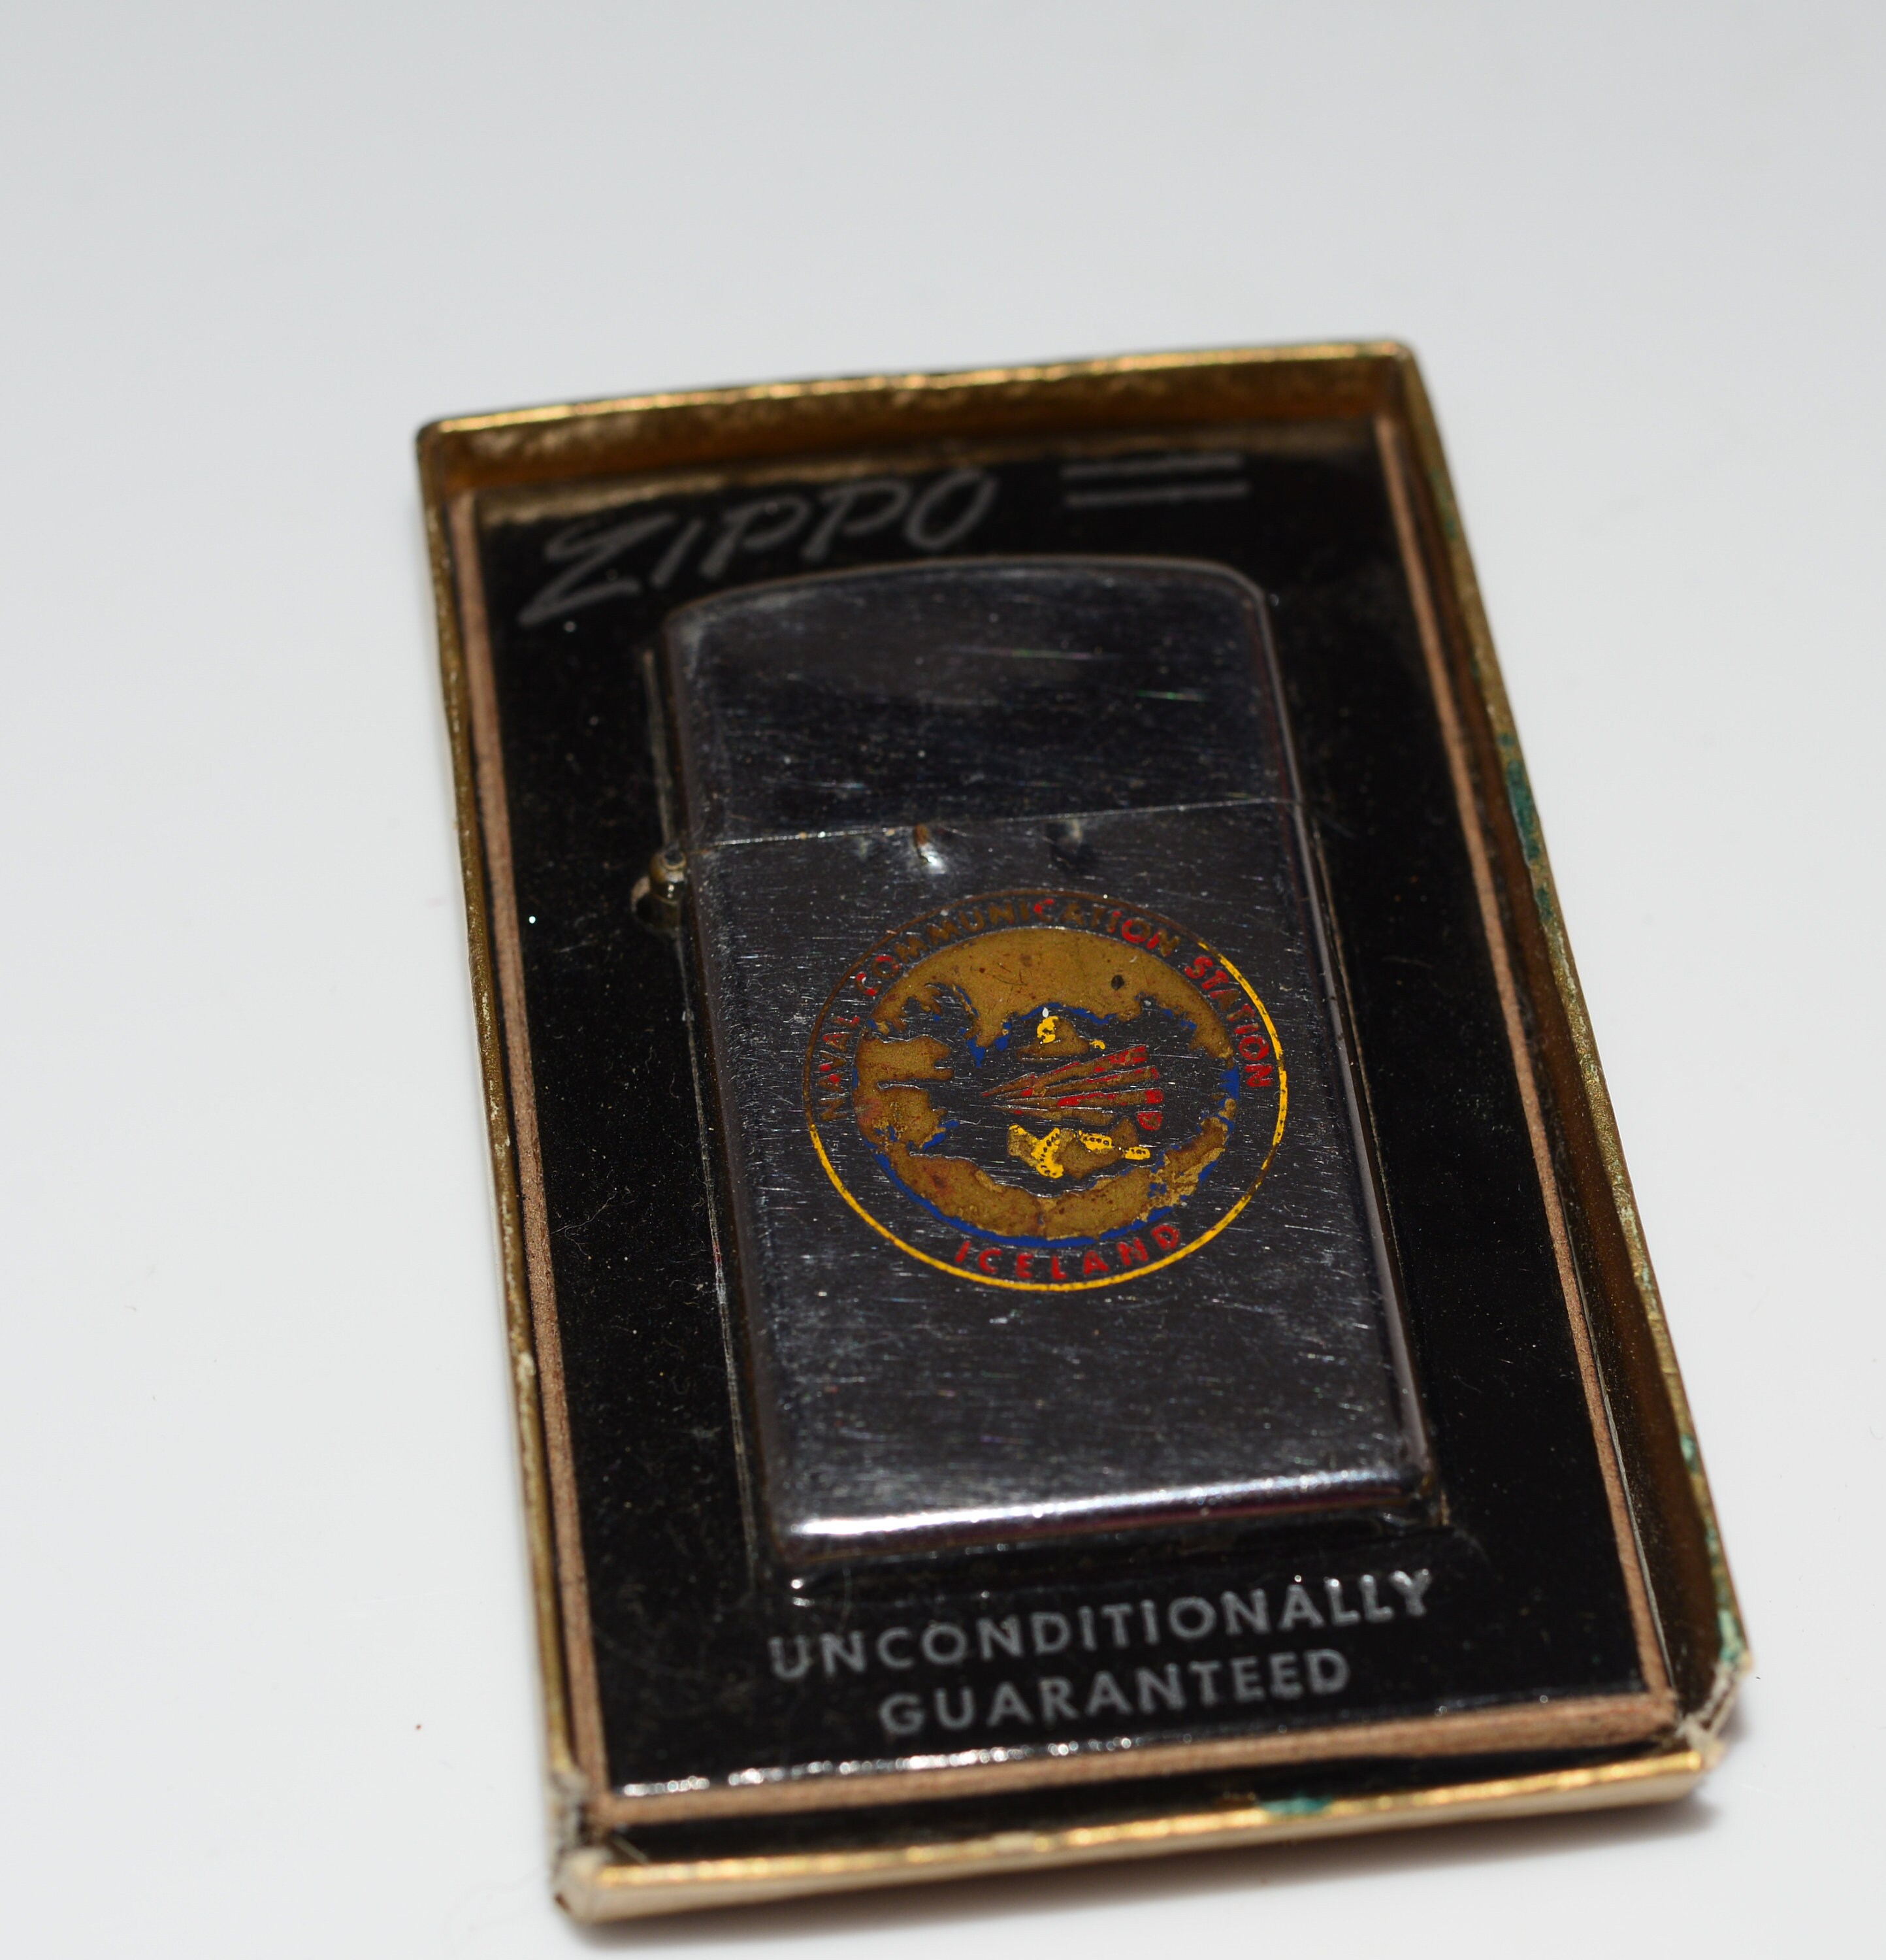 ZIPPO
NAVAL COMMUNICATION STATION
ICELAND
UNCONDITIONALLY
GUARANTEED